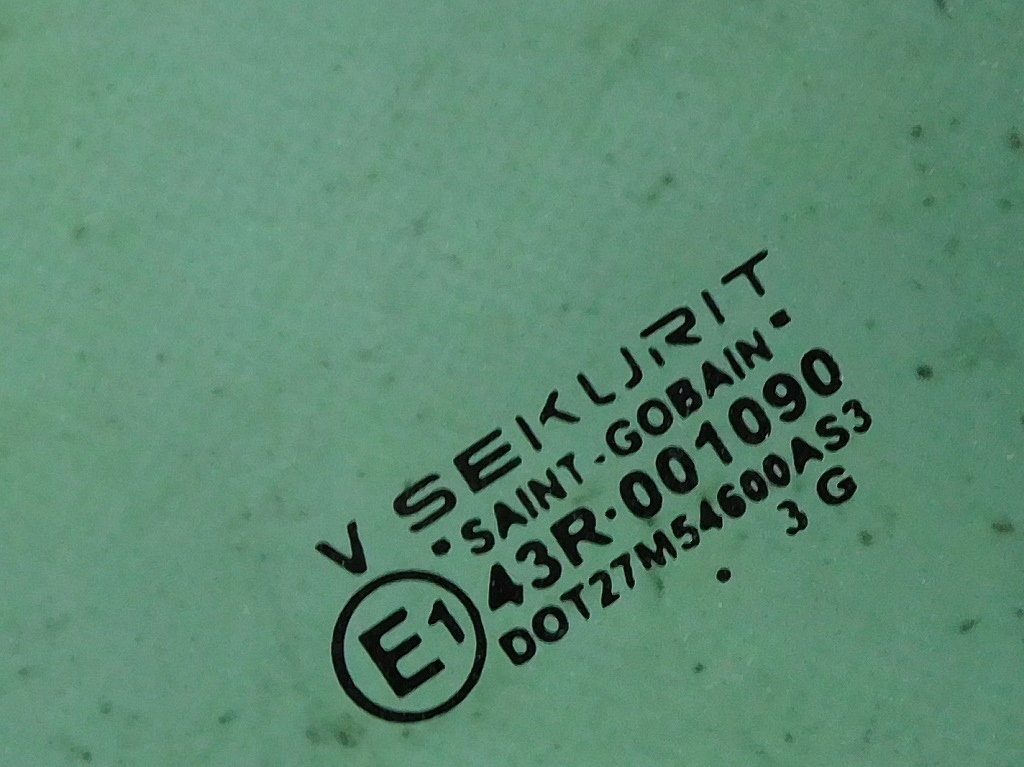 V SEKURIT
·SAINT-GOBAIN·
E1 43R·001090
DOT27M54600AS3
. 3 G